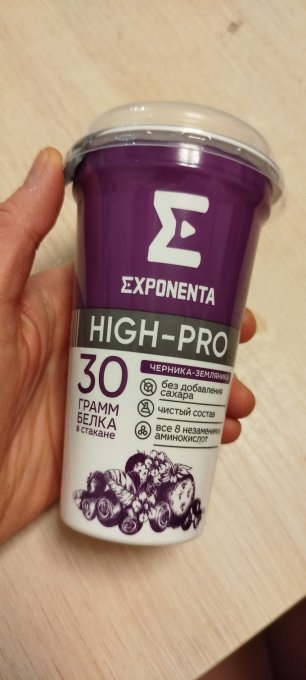 EXPONENTA
HIGH-PRO
ЧЕРНИКА-ЗЕМЛЯНИКА
30
ГРАММ
БЕЛКА
в стакане
без добавления
сахара
чистый состав
все 8 незаменимых
аминокислот